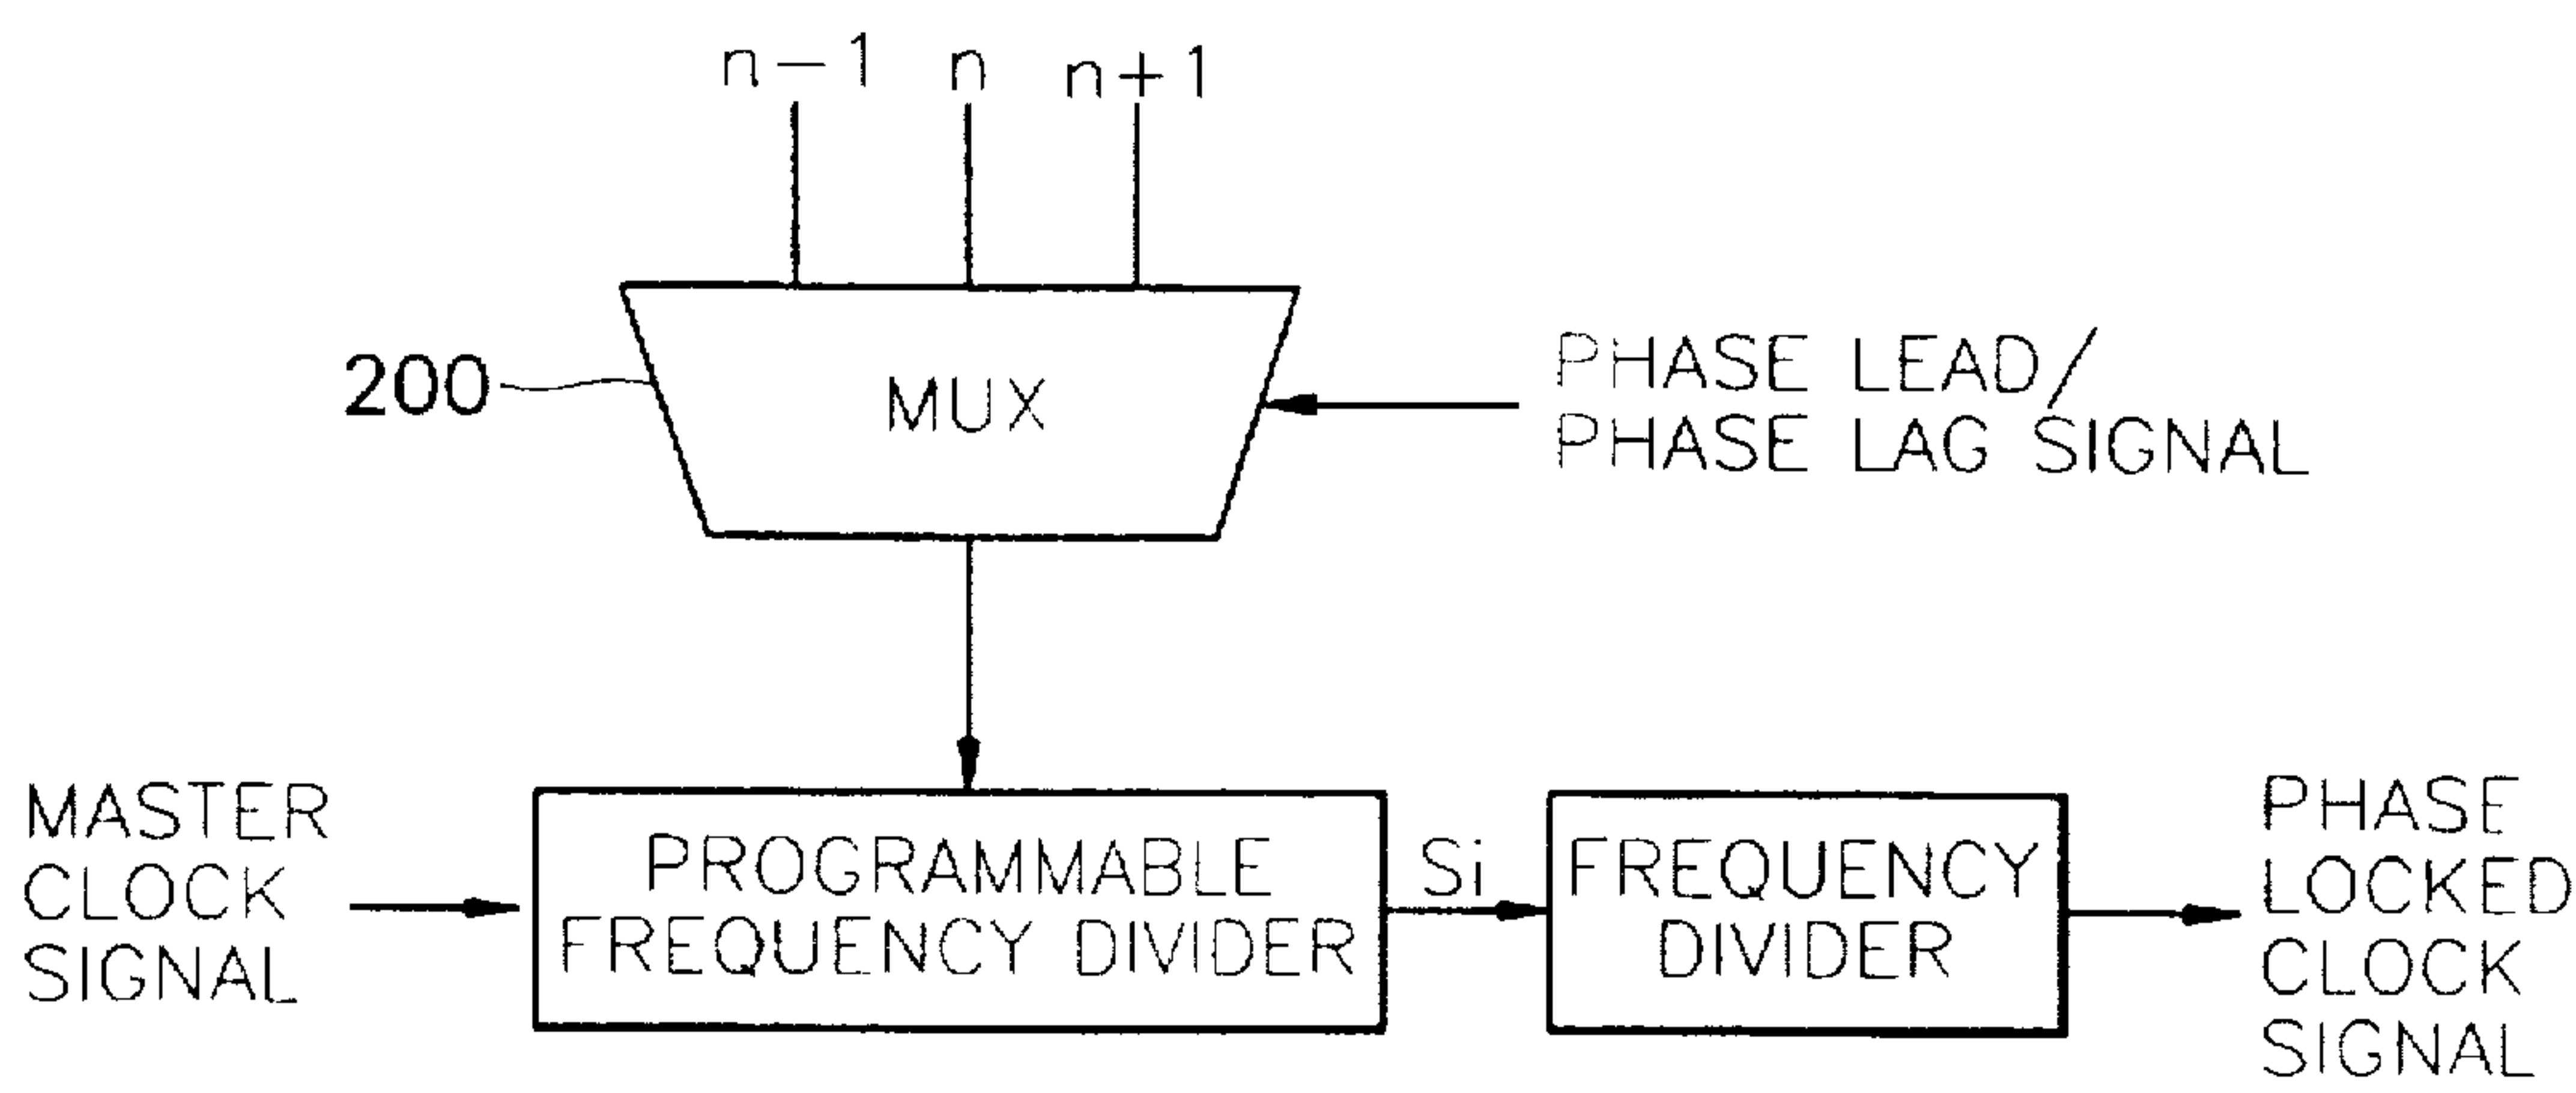 n-1 n n+1
200
MUX
PHASE LEAD/
PHASE LAG SIGNAL
MASTER
CLOCK
SIGNAL
PROGRAMMABLE
FREQUENCY DIVIDER
Si
FREQUENCY
DIVIDER
PHASE
LOCKED
CLOCK
SIGNAL